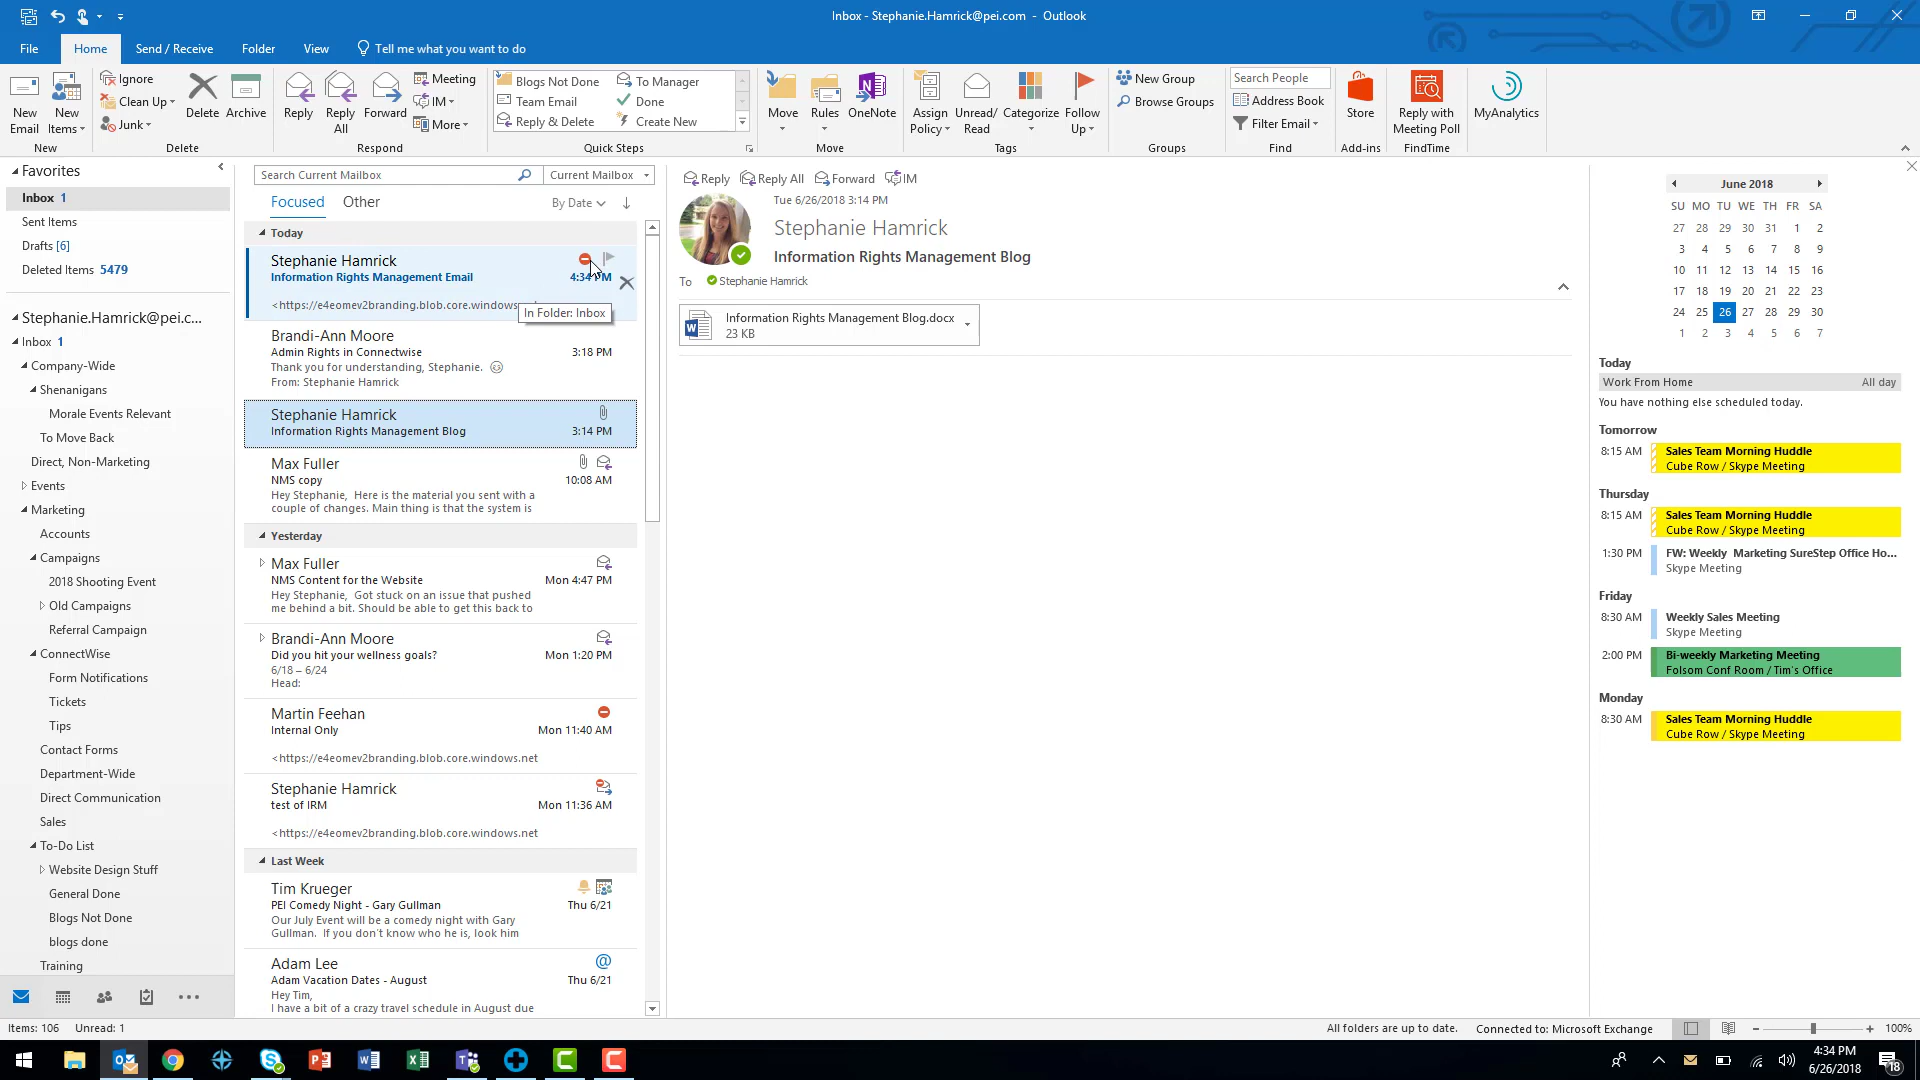 Inbox - Stephanie.Hamrick@pei.com - Outlook
File Home Send / Receive Folder View Tell me what you want to do
New Email
New Items
New
Ignore
Clean Up
Junk
Delete
Archive
Delete
Reply
Reply All
Forward
Meeting
IM
More
Respond
Blogs Not Done
Team Email
Reply & Delete
To Manager
Done
Create New
Quick Steps
Move
Rules
OneNote
Move
Assign Policy
Unread/ Read
Categorize
Follow Up
Tags
New Group
Browse Groups
Groups
Search People
Address Book
Filter Email
Find
Store
Add-ins
Reply with Meeting Poll
FindTime
MyAnalytics
Favorites
Inbox 1
Sent Items
Drafts [6]
Deleted Items 5479
Stephanie.Hamrick@pei.c...
Inbox 1
Company-Wide
Shenanigans
Morale Events Relevant
To Move Back
Direct, Non-Marketing
Events
Marketing
Accounts
Campaigns
2018 Shooting Event
Old Campaigns
Referral Campaign
ConnectWise
Form Notifications
Tickets
Tips
Contact Forms
Department-Wide
Direct Communication
Sales
To-Do List
Website Design Stuff
General Done
Blogs Not Done
blogs done
Training
Search Current Mailbox
Current Mailbox
Focused Other By Date
Today
Stephanie Hamrick
Information Rights Management Email 4:34 PM
<https://e4eomev2branding.blob.core.windows.
In Folder: Inbox
Brandi-Ann Moore
Admin Rights in Connectwise 3:18 PM
Thank you for understanding, Stephanie. ☺
From: Stephanie Hamrick
Stephanie Hamrick
Information Rights Management Blog 3:14 PM
Max Fuller
NMS copy 10:08 AM
Hey Stephanie, Here is the material you sent with a
couple of changes. Main thing is that the system is
Yesterday
Max Fuller
NMS Content for the Website Mon 4:47 PM
Hey Stephanie, Got stuck on an issue that pushed
me behind a bit. Should be able to get this back to
Brandi-Ann Moore
Did you hit your wellness goals? Mon 1:20 PM
6/18 – 6/24
Head:
Martin Feehan
Internal Only Mon 11:40 AM
<https://e4eomev2branding.blob.core.windows.net
Stephanie Hamrick
test of IRM Mon 11:36 AM
<https://e4eomev2branding.blob.core.windows.net
Last Week
Tim Krueger
PEI Comedy Night - Gary Gullman Thu 6/21
Our July Event will be a comedy night with Gary
Gullman. If you don't know who he is, look him
Adam Lee
Adam Vacation Dates - August Thu 6/21
Hey Tim,
I have a bit of a crazy travel schedule in August due
Reply Reply All Forward IM
Tue 6/26/2018 3:14 PM
Stephanie Hamrick
Information Rights Management Blog
To Stephanie Hamrick
Information Rights Management Blog.docx
23 KB
June 2018
SU MO TU WE TH FR SA
27 28 29 30 31 1 2
3 4 5 6 7 8 9
10 11 12 13 14 15 16
17 18 19 20 21 22 23
24 25 26 27 28 29 30
1 2 3 4 5 6 7
Today
Work From Home All day
You have nothing else scheduled today.
Tomorrow
8:15 AM Sales Team Morning Huddle
Cube Row / Skype Meeting
Thursday
8:15 AM Sales Team Morning Huddle
Cube Row / Skype Meeting
1:30 PM FW: Weekly Marketing SureStep Office Ho...
Skype Meeting
Friday
8:30 AM Weekly Sales Meeting
Skype Meeting
2:00 PM Bi-weekly Marketing Meeting
Folsom Conf Room / Tim's Office
Monday
8:30 AM Sales Team Morning Huddle
Cube Row / Skype Meeting
Items: 106 Unread: 1 All folders are up to date. Connected to: Microsoft Exchange 100%
4:34 PM
6/26/2018
18